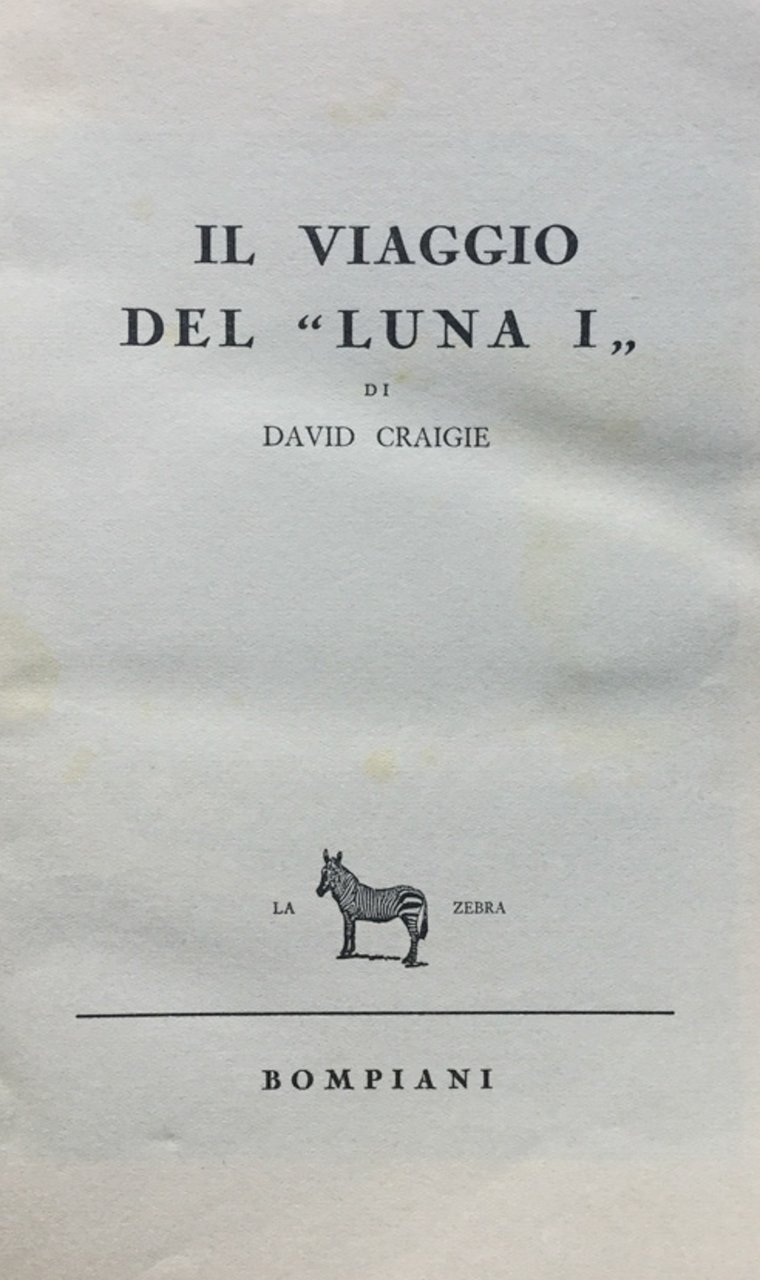 IL VIAGGIO
DEL “LUNA I„
DI
DAVID CRAIGIE
LA ZEBRA
BOMPIANI